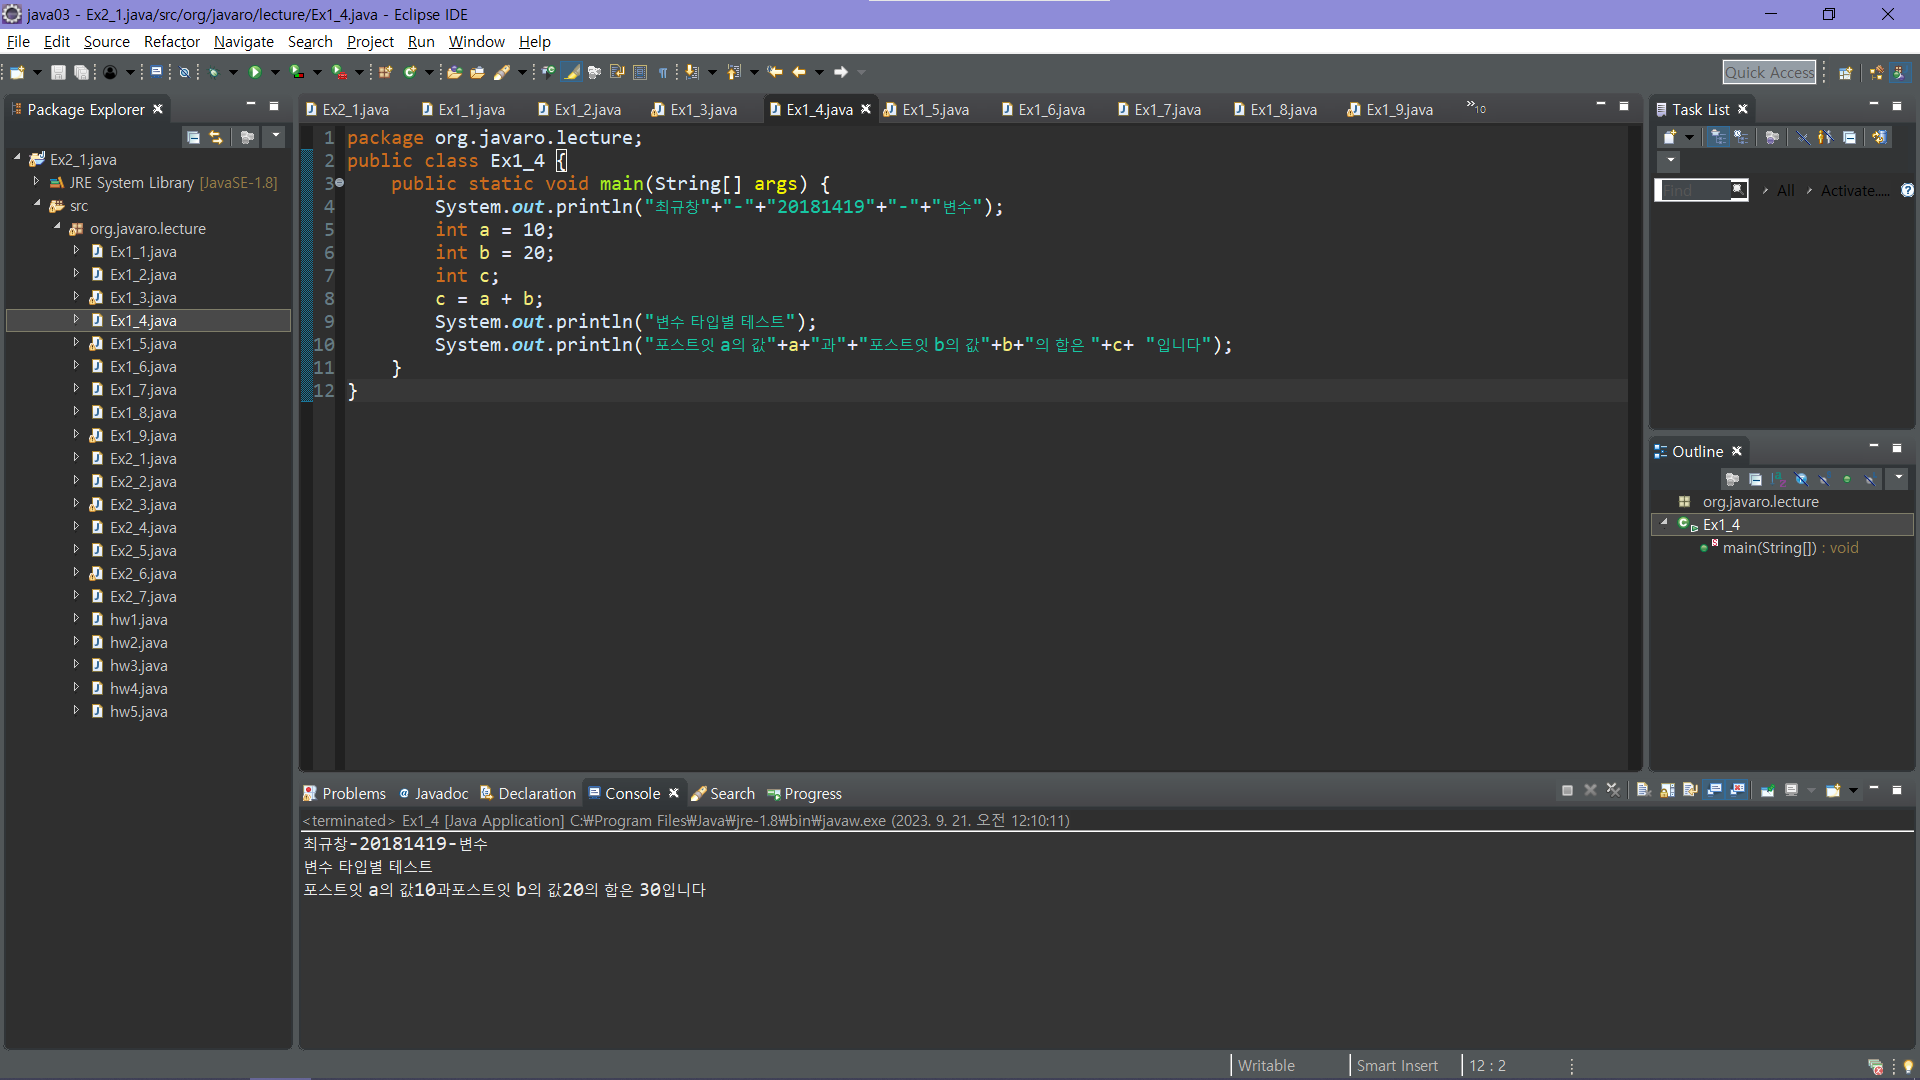 java03 - Ex2_1.java/src/org/javaro/lecture/Ex1_4.java - Eclipse IDE
File Edit Source Refactor Navigate Search Project Run Window Help
Quick Access
Package Explorer
Ex2_1.java
JRE System Library [JavaSE-1.8]
src
org.javaro.lecture
Ex1_1.java
Ex1_2.java
Ex1_3.java
Ex1_4.java
Ex1_5.java
Ex1_6.java
Ex1_7.java
Ex1_8.java
Ex1_9.java
Ex2_1.java
Ex2_2.java
Ex2_3.java
Ex2_4.java
Ex2_5.java
Ex2_6.java
Ex2_7.java
hw1.java
hw2.java
hw3.java
hw4.java
hw5.java
Ex2_1.java Ex1_1.java Ex1_2.java Ex1_3.java Ex1_4.java Ex1_5.java Ex1_6.java Ex1_7.java Ex1_8.java Ex1_9.java »10
1 package org.javaro.lecture;
2 public class Ex1_4 {
3 public static void main(String[] args) {
4 System.out.println("최규창"+"-"+"20181419"+"-"+"변수");
5 int a = 10;
6 int b = 20;
7 int c;
8 c = a + b;
9 System.out.println("변수 타입별 테스트");
10 System.out.println("포스트잇 a의 값"+a+"과"+"포스트잇 b의 값"+b+"의 합은 "+c+ "입니다");
11 }
12 }
Task List
Find All Activate.....
Outline
org.javaro.lecture
Ex1_4
main(String[]) : void
Problems @ Javadoc Declaration Console Search Progress
<terminated> Ex1_4 [Java Application] C:₩Program Files₩Java₩jre-1.8₩bin₩javaw.exe (2023. 9. 21. 오전 12:10:11)
최규창-20181419-변수
변수 타입별 테스트
포스트잇 a의 값10과포스트잇 b의 값20의 합은 30입니다
Writable Smart Insert 12 : 2